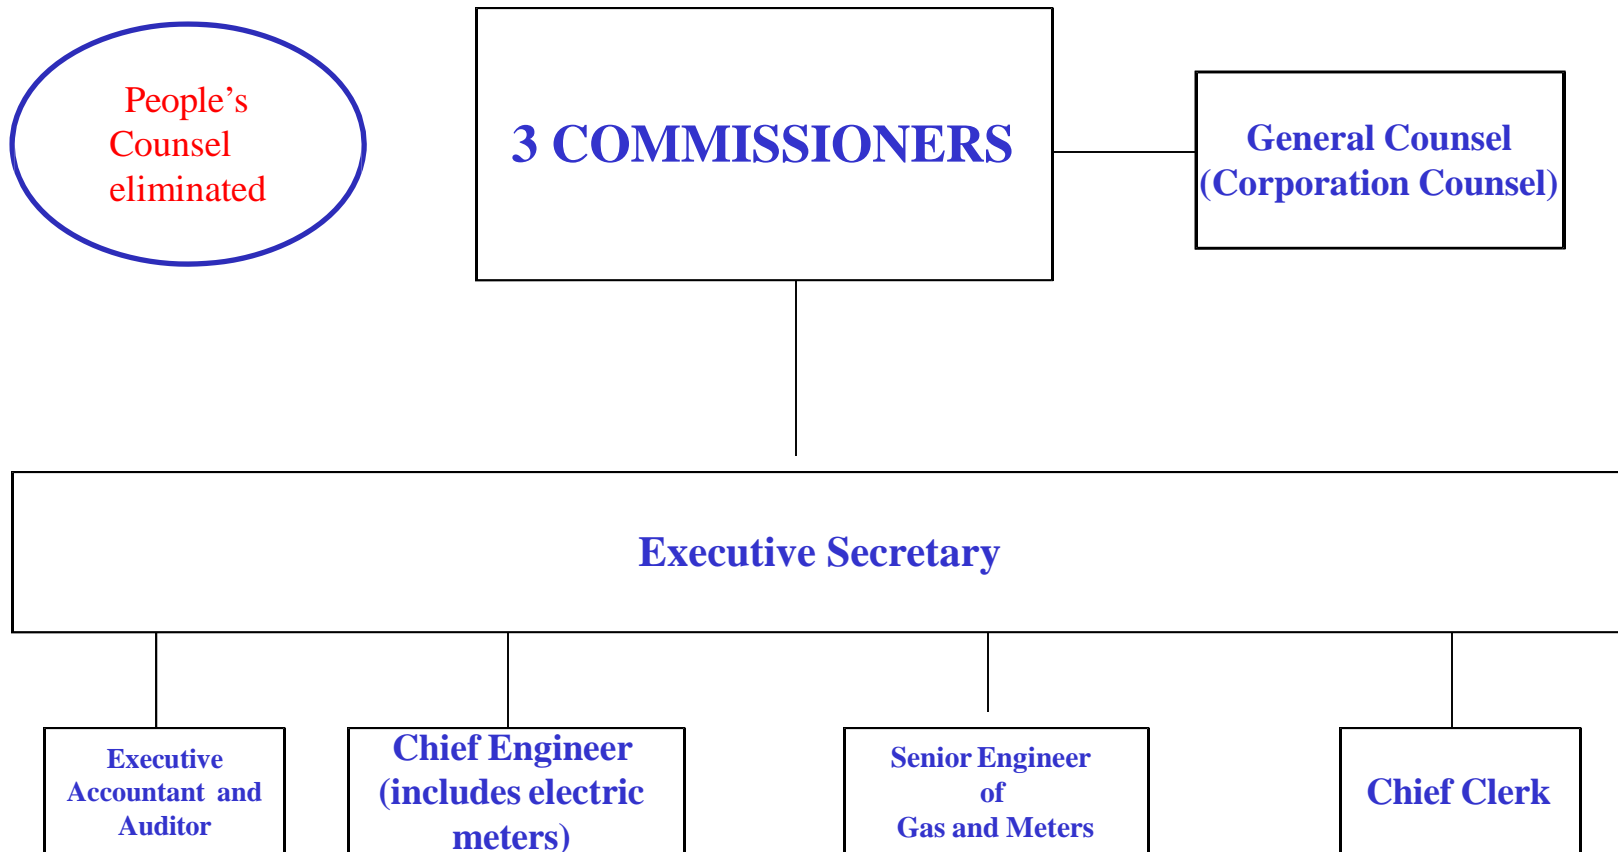 People’s
Counsel
eliminated
3 COMMISSIONERS
General Counsel
(Corporation Counsel)
Executive Secretary
Executive
Accountant and
Auditor
Chief Engineer
(includes electric
meters)
Senior Engineer
of
Gas and Meters
Chief Clerk